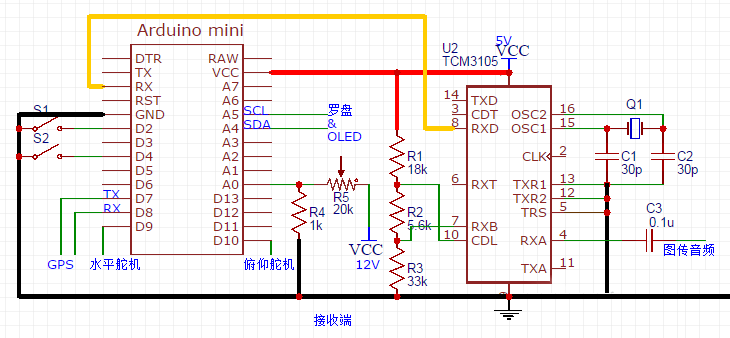 Arduino mini
DTR
TX
RX
RST
GND
D2
D3
D4
D5
D6
D7
D8
D9
RAW
VCC
A7
A6
A5
A4
A3
A2
A1
A0
D13
D12
D11
D10
S1
S2
TX
RX
GPS
水平舵机
俯仰舵机
SCL
SDA
罗盘
&
OLED
R5
20k
R4
1k
VCC
12V
R1
18k
R2
5.6k
R3
33k
5V
VCC
U2
TCM3105
14 TXD
3 CDT
8 RXD
6 RXT
7 RXB
10 CDL
OSC2 16
OSC1 15
CLK 2
TXR1 13
TXR2 12
TRS 5
RXA 4
TXA 11
Q1
C1
30p
C2
30p
C3
0.1u
图传音频
接收端